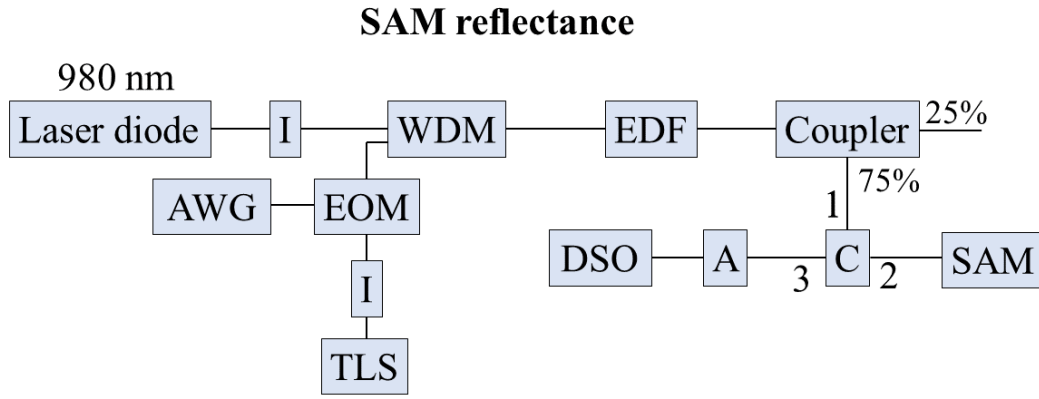 SAM reflectance
980 nm
Laser diode
I
WDM
EDF
Coupler
25%
75%
AWG
EOM
1
DSO
A
3
C
2
SAM
I
TLS